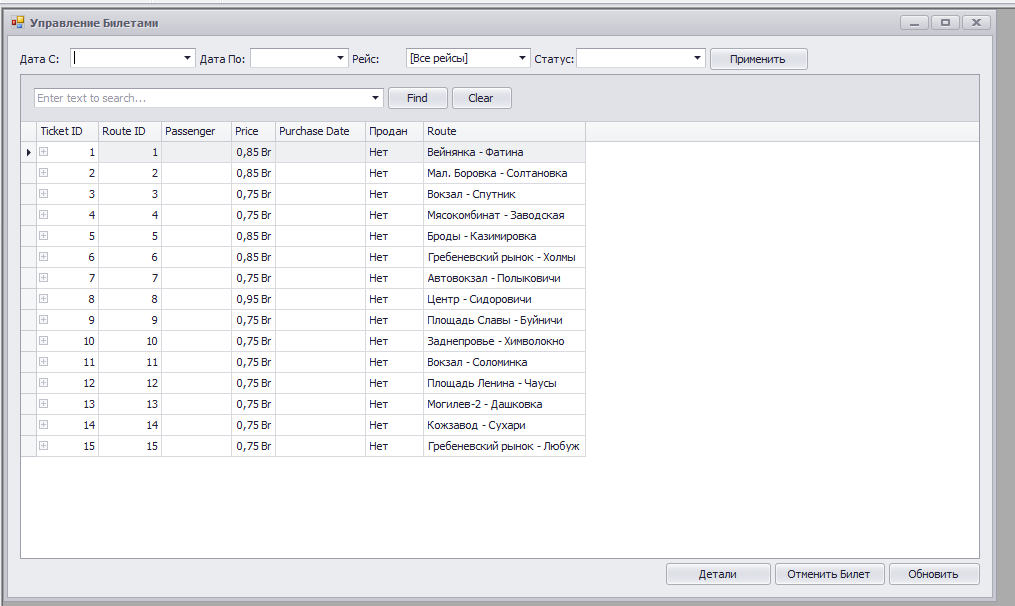 Управление Билетами
Дата С: Дата По: Рейс: [Все рейсы] Статус: Применить
Enter text to search... Find Clear
Ticket ID Route ID Passenger Price Purchase Date Продан Route
1 1 0,85 Br Нет Вейнянка - Фатина
2 2 0,85 Br Нет Мал. Боровка - Солтановка
3 3 0,75 Br Нет Вокзал - Спутник
4 4 0,75 Br Нет Мясокомбинат - Заводская
5 5 0,85 Br Нет Броды - Казимировка
6 6 0,85 Br Нет Гребеневский рынок - Холмы
7 7 0,75 Br Нет Автовокзал - Полыковичи
8 8 0,95 Br Нет Центр - Сидоровичи
9 9 0,75 Br Нет Площадь Славы - Буйничи
10 10 0,75 Br Нет Заднепровье - Химволокно
11 11 0,75 Br Нет Вокзал - Соломинка
12 12 0,75 Br Нет Площадь Ленина - Чаусы
13 13 0,75 Br Нет Могилев-2 - Дашковка
14 14 0,75 Br Нет Кожзавод - Сухари
15 15 0,75 Br Нет Гребеневский рынок - Любуж
Детали Отменить Билет Обновить